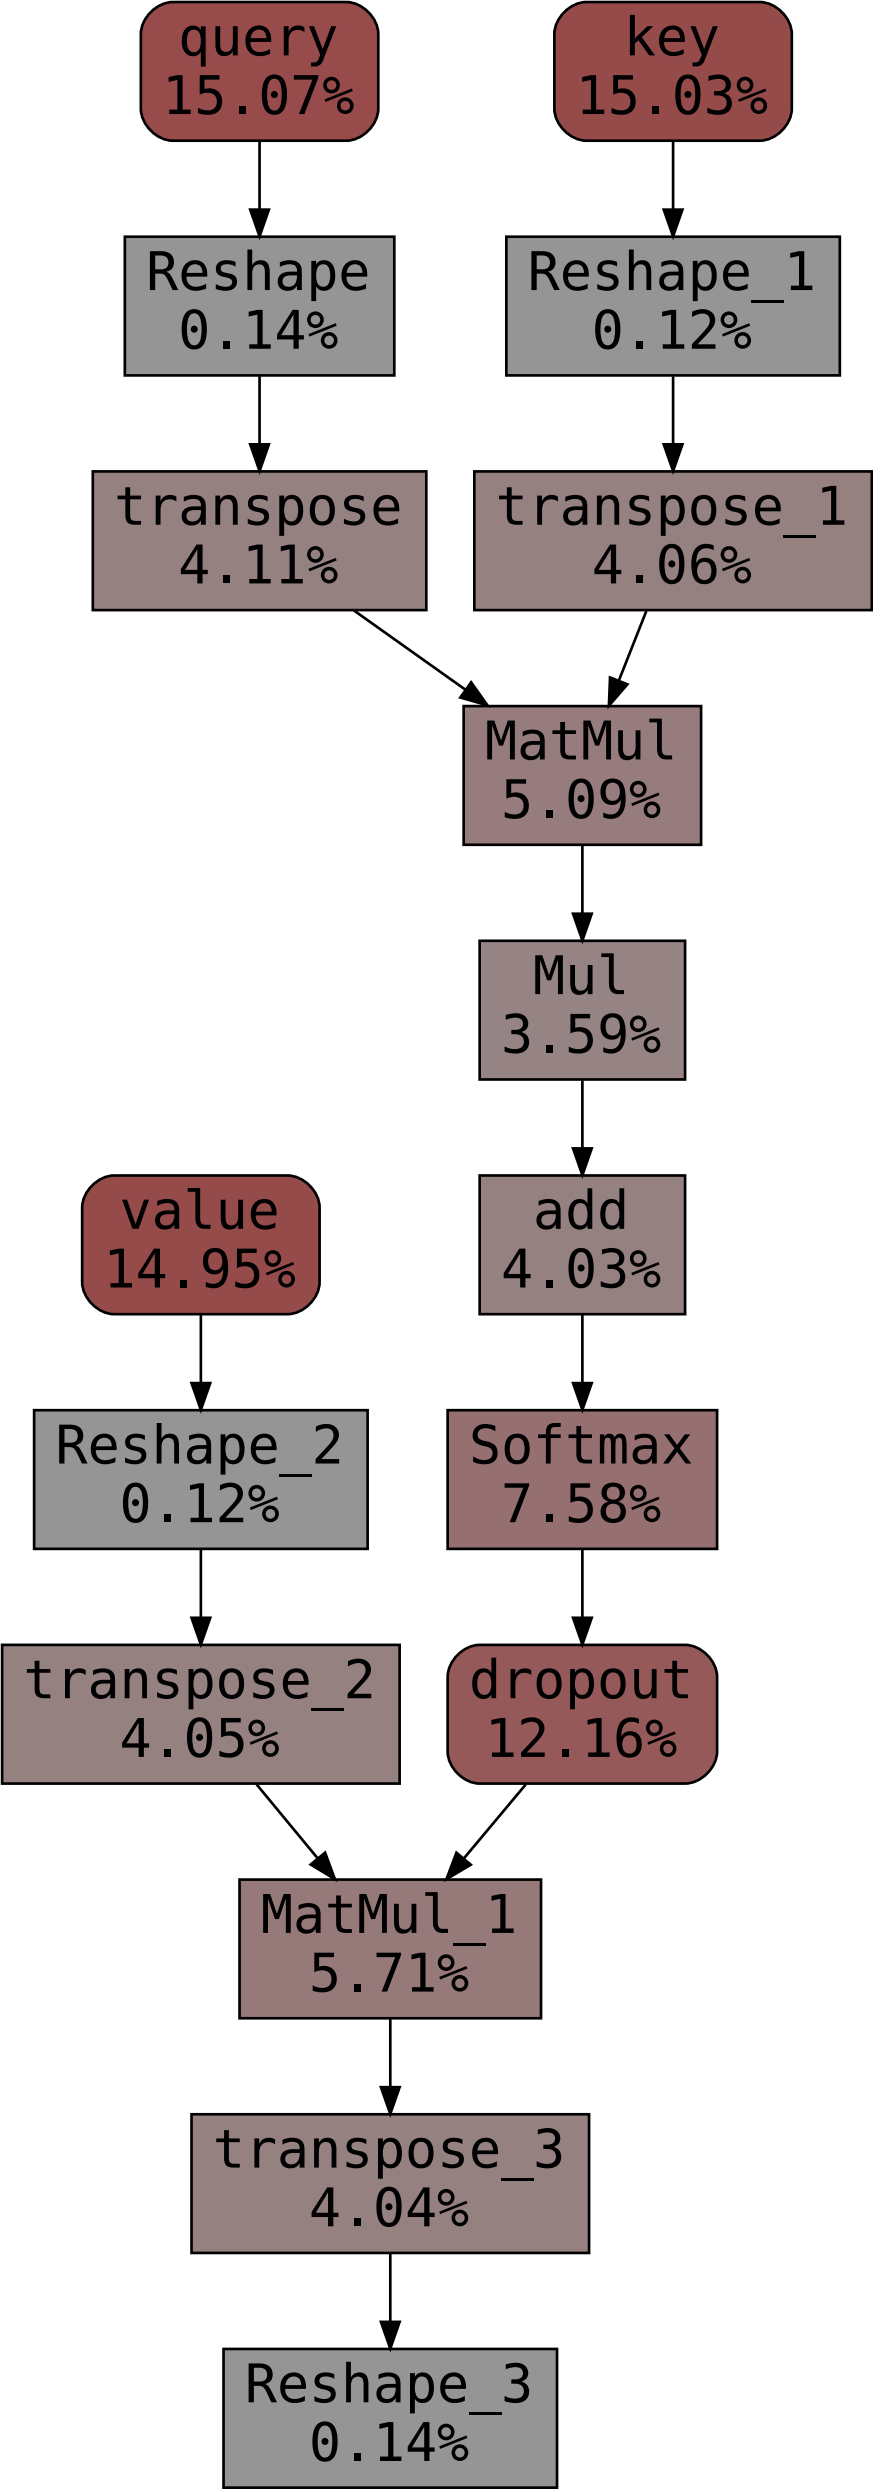 query
15.07%
key
15.03%
Reshape
0.14%
Reshape_1
0.12%
transpose
4.11%
transpose_1
4.06%
MatMul
5.09%
Mul
3.59%
value
14.95%
add
4.03%
Reshape_2
0.12%
Softmax
7.58%
transpose_2
4.05%
dropout
12.16%
MatMul_1
5.71%
transpose_3
4.04%
Reshape_3
0.14%